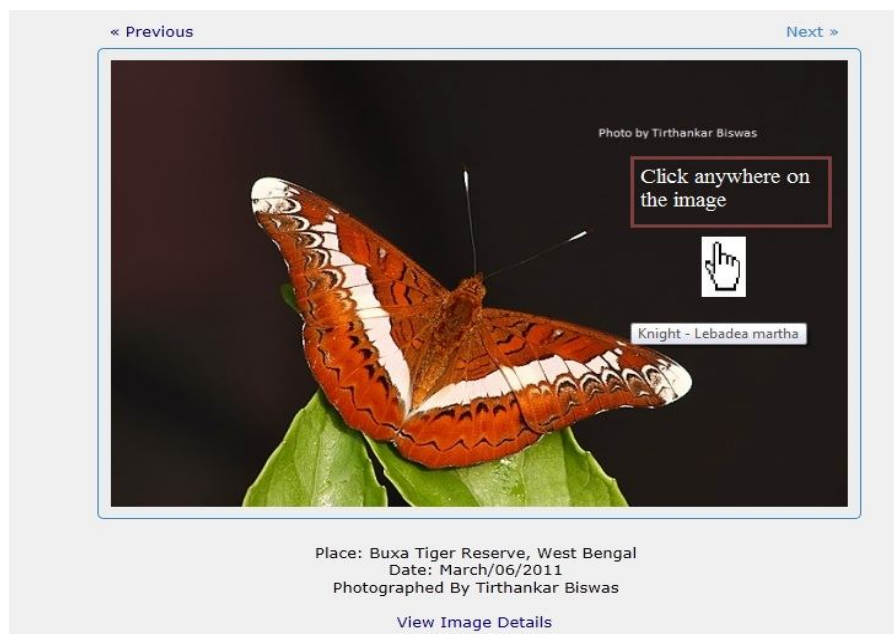 « Previous
Next »
Photo by Tirthankar Biswas
Click anywhere on
the image
Knight - Lebadea martha
Place: Buxa Tiger Reserve, West Bengal
Date: March/06/2011
Photographed By Tirthankar Biswas
View Image Details